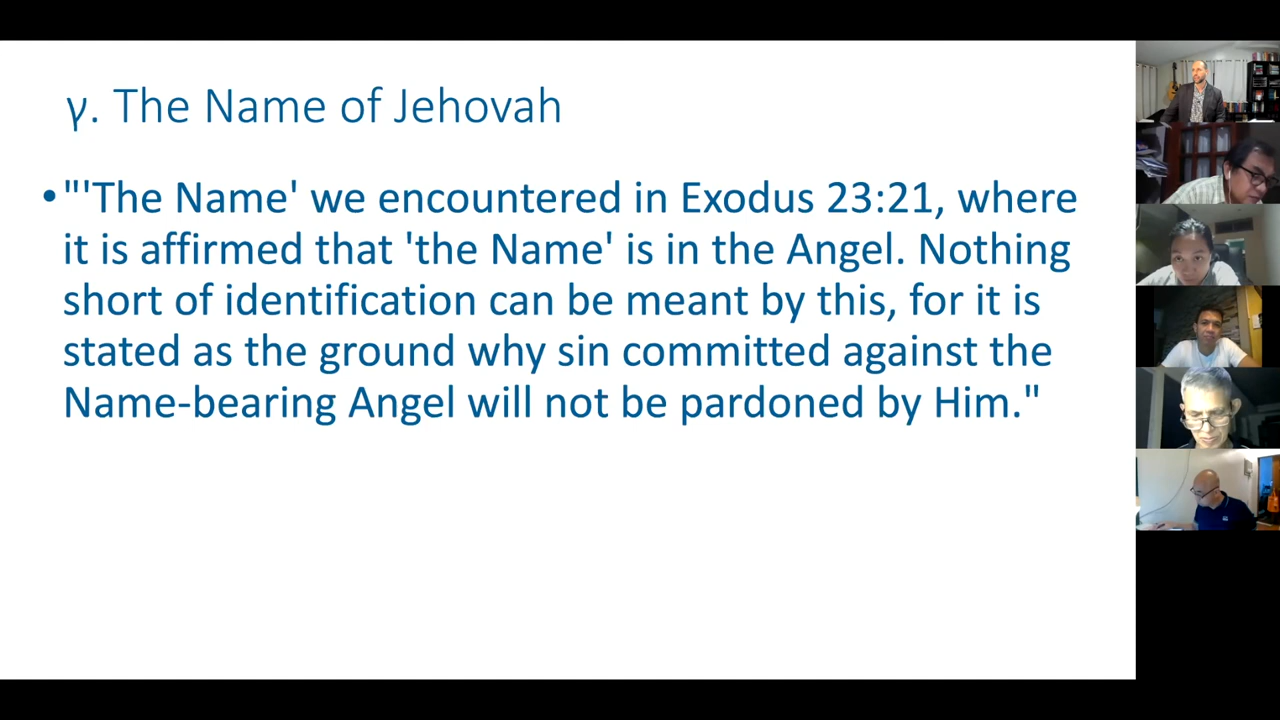 γ. The Name of Jehovah
•"'The Name' we encountered in Exodus 23:21, where
it is affirmed that 'the Name' is in the Angel. Nothing
short of identification can be meant by this, for it is
stated as the ground why sin committed against the
Name-bearing Angel will not be pardoned by Him."